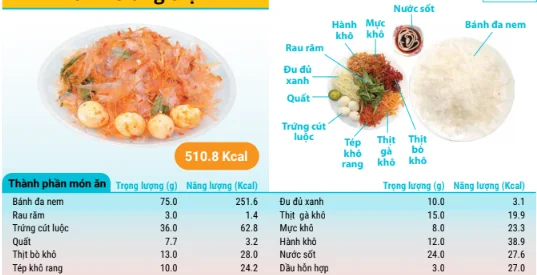 Nước sốt
Hành khô
Mực khô
Bánh đa nem
Rau răm
Đu đủ xanh
Quất
Trứng cút luộc
Tép khô rang
Thịt gà khô
Thịt bò khô
510.8 Kcal
Thành phần món ăn Trọng lượng (g) Năng lượng (Kcal) Trọng lượng (g) Năng lượng (Kcal)
Bánh đa nem 75.0 251.6 Đu đủ xanh 10.0 3.1
Rau răm 3.0 1.4 Thịt gà khô 15.0 19.9
Trứng cút luộc 36.0 62.8 Mực khô 8.0 23.3
Quất 7.7 3.2 Hành khô 12.0 38.9
Thịt bò khô 13.0 28.0 Nước sốt 24.0 27.6
Tép khô rang 10.0 24.2 Dầu hỗn hợp 3.0 27.0